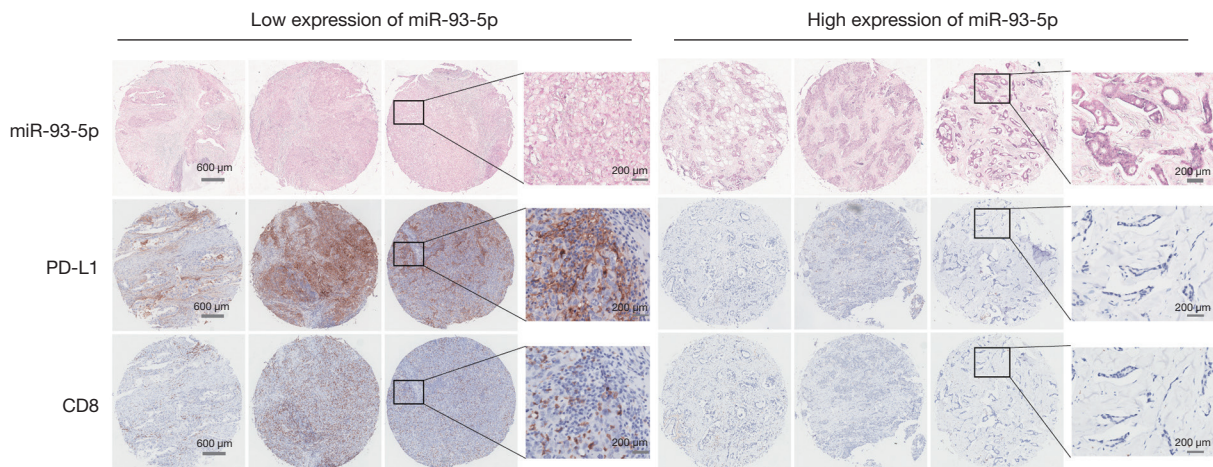 Low expression of miR-93-5p
High expression of miR-93-5p
miR-93-5p
600 µm
200 µm
200 µm
PD-L1
600 µm
200 µm
200 µm
CD8
600 µm
200 µm
200 µm